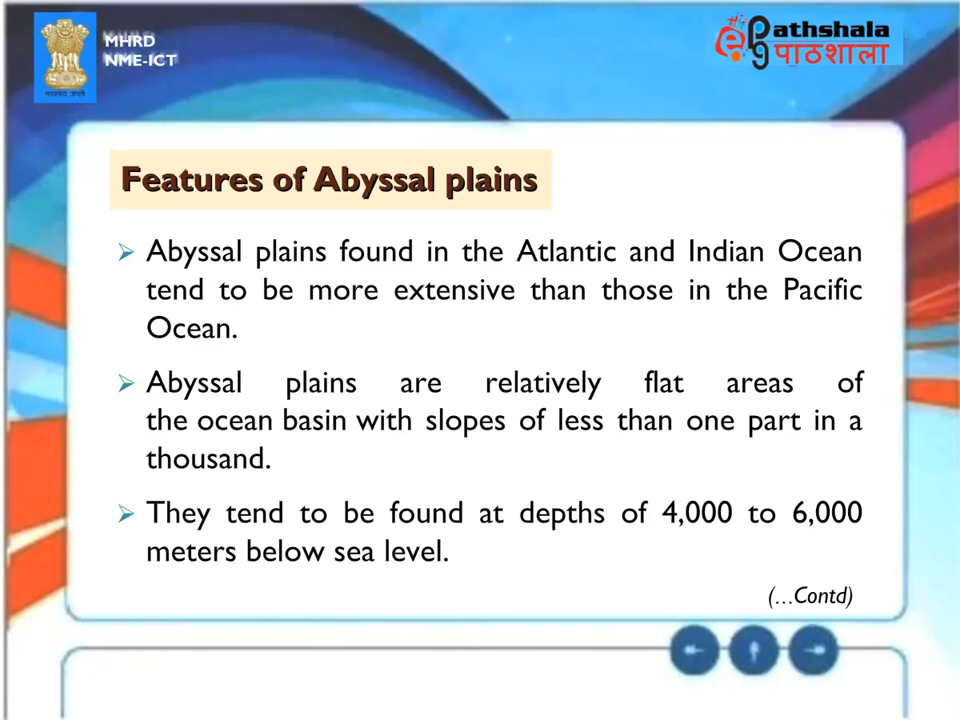 MHRD
NME-ICT
epg athshala
पाठशाला
Features of Abyssal plains
Abyssal plains found in the Atlantic and Indian Ocean
tend to be more extensive than those in the Pacific
Ocean.
Abyssal plains are relatively flat areas of
the ocean basin with slopes of less than one part in a
thousand.
They tend to be found at depths of 4,000 to 6,000
meters below sea level.
(...Contd)